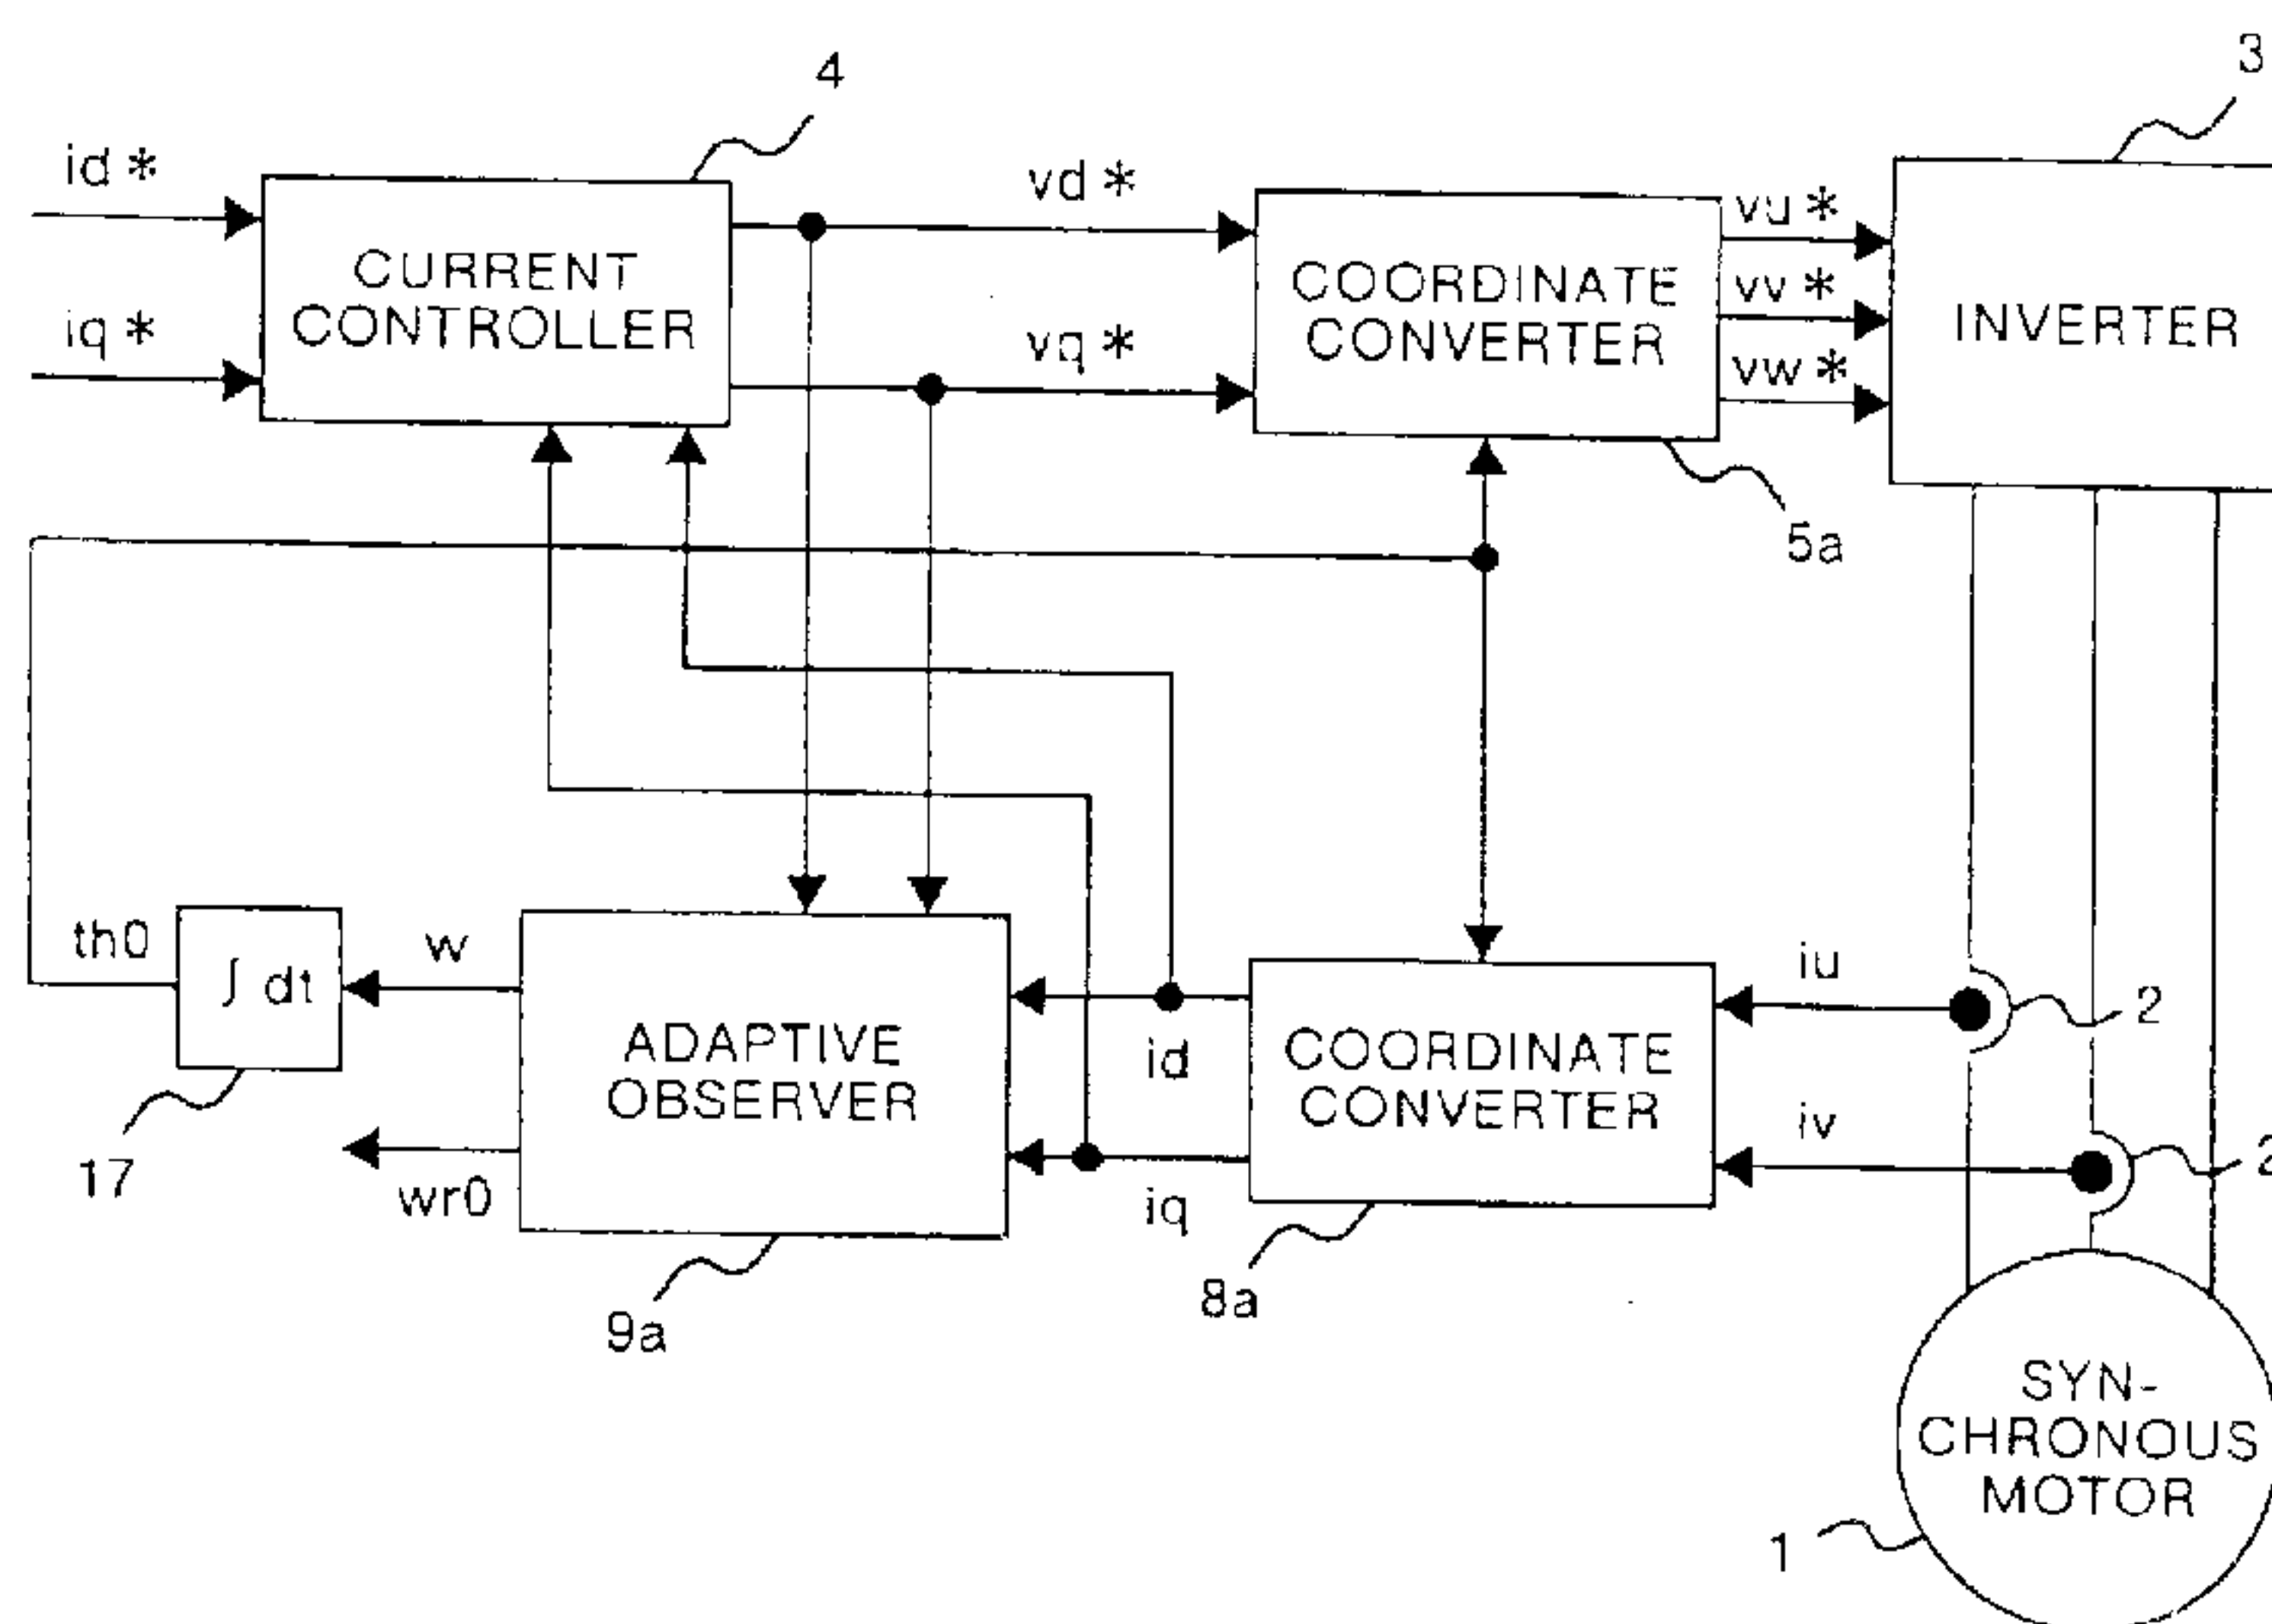 4
3
id*
vd*
vu*
CURRENT
CONTROLLER
COORDINATE
CONVERTER
vv*
INVERTER
iq*
vq*
vw*
5a
th0
w
∫ dt
ADAPTIVE
OBSERVER
id
COORDINATE
CONVERTER
iu
2
iv
2
17
wr0
iq
8a
9a
SYN-
CHRONOUS
MOTOR
1